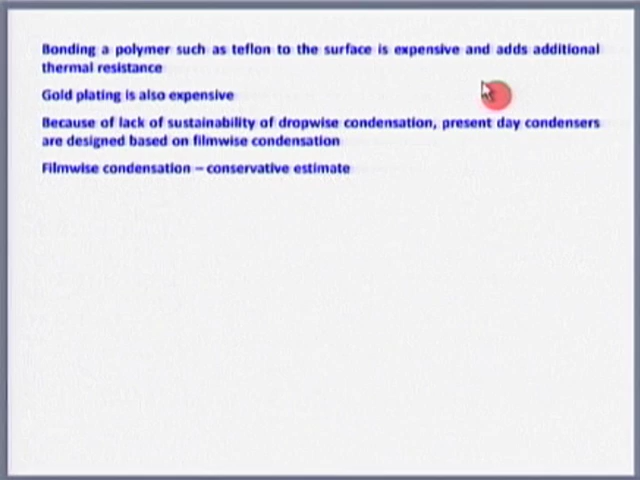 Bonding a polymer such as teflon to the surface is expensive and adds additional
thermal resistance
Gold plating is also expensive
Because of lack of sustainability of dropwise condensation, present day condensers
are designed based on filmwise condensation
Filmwise condensation – conservative estimate